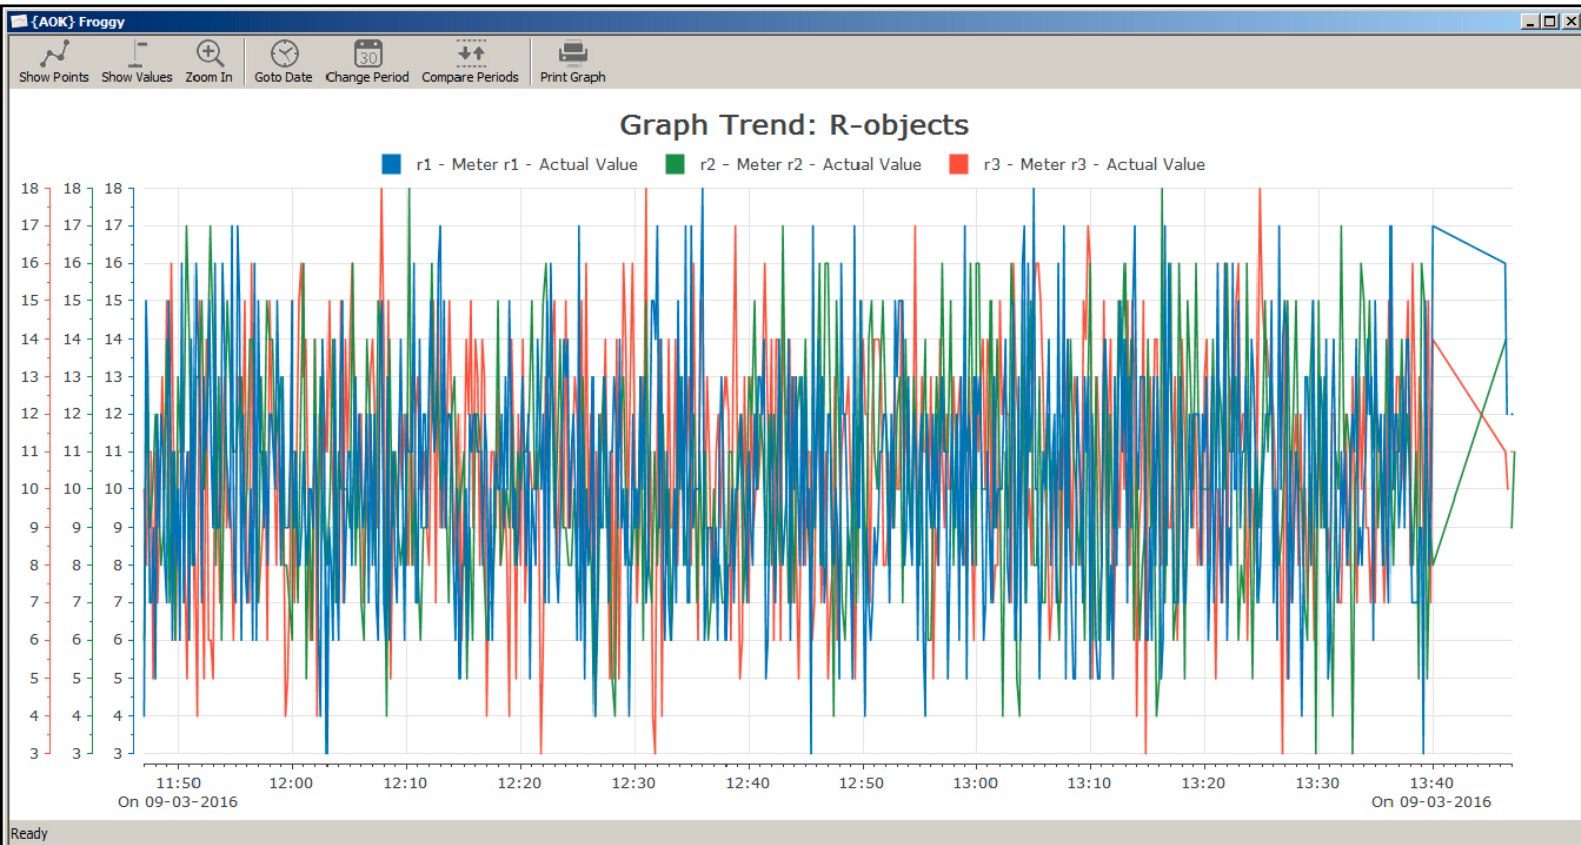 {AOK} Froggy
Show Points Show Values Zoom In Goto Date Change Period Compare Periods Print Graph
30
Graph Trend: R-objects
r1 - Meter r1 - Actual Value r2 - Meter r2 - Actual Value r3 - Meter r3 - Actual Value
18 18 18
17 17 17
16 16 16
15 15 15
14 14 14
13 13 13
12 12 12
11 11 11
10 10 10
9 9 9
8 8 8
7 7 7
6 6 6
5 5 5
4 4 4
3 3 3
11:50 12:00 12:10 12:20 12:30 12:40 12:50 13:00 13:10 13:20 13:30 13:40
On 09-03-2016 On 09-03-2016
Ready